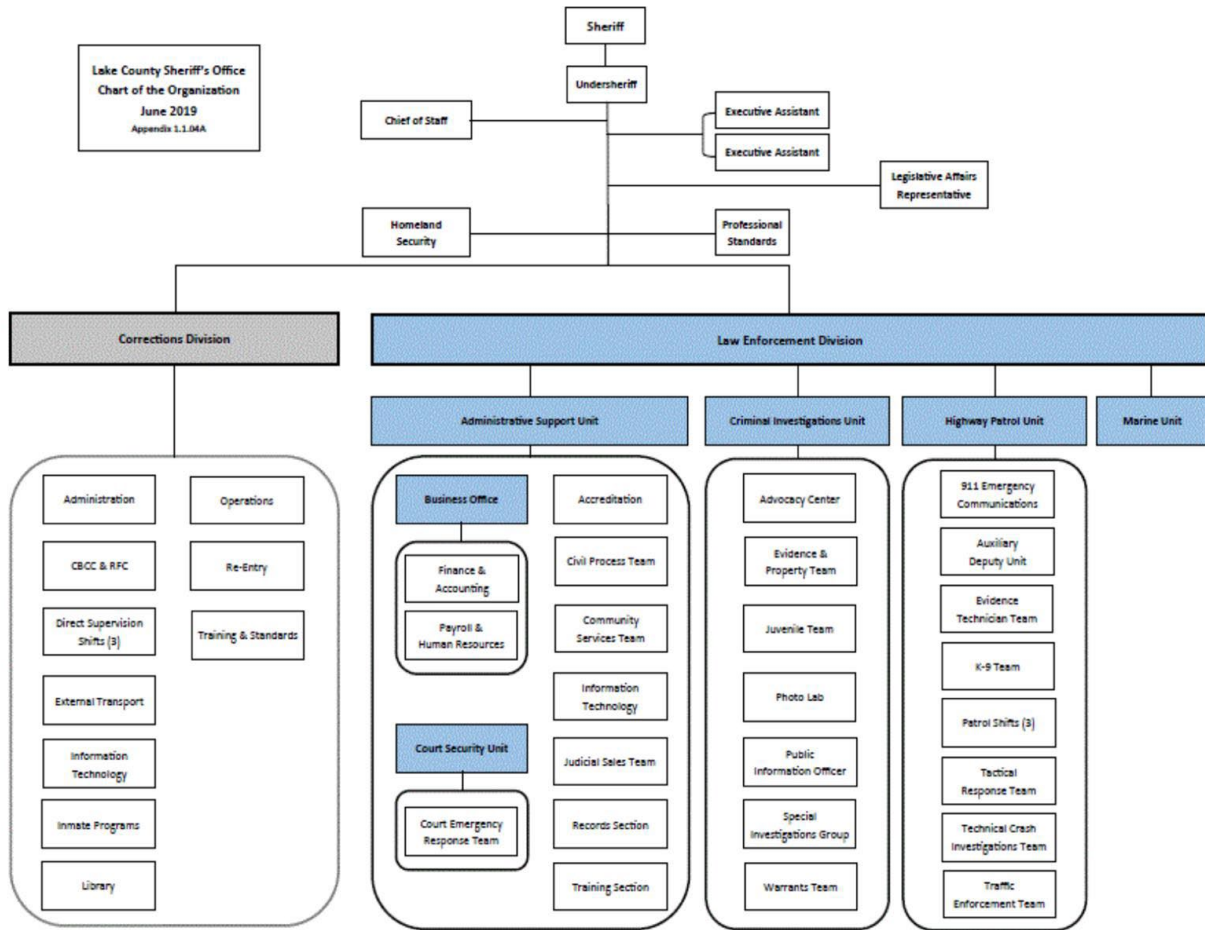 Sheriff
Lake County Sheriff's Office
Chart of the Organization
June 2019
Appendix 1.1.04A
Undersheriff
Chief of Staff
Executive Assistant
Executive Assistant
Legislative Affairs
Representative
Homeland
Security
Professional
Standards
Corrections Division
Law Enforcement Division
Administrative Support Unit
Criminal Investigations Unit
Highway Patrol Unit
Marine Unit
Administration
CBCC & RFC
Direct Supervision
Shifts (3)
External Transport
Information
Technology
Inmate Programs
Library
Operations
Re-Entry
Training & Standards
Business Office
Finance &
Accounting
Payroll &
Human Resources
Court Security Unit
Court Emergency
Response Team
Accreditation
Civil Process Team
Community
Services Team
Information
Technology
Judicial Sales Team
Records Section
Training Section
Advocacy Center
Evidence &
Property Team
Juvenile Team
Photo Lab
Public
Information Officer
Special
Investigations Group
Warrants Team
911 Emergency
Communications
Auxiliary
Deputy Unit
Evidence
Technician Team
K-9 Team
Patrol Shifts (3)
Tactical
Response Team
Technical Crash
Investigations Team
Traffic
Enforcement Team